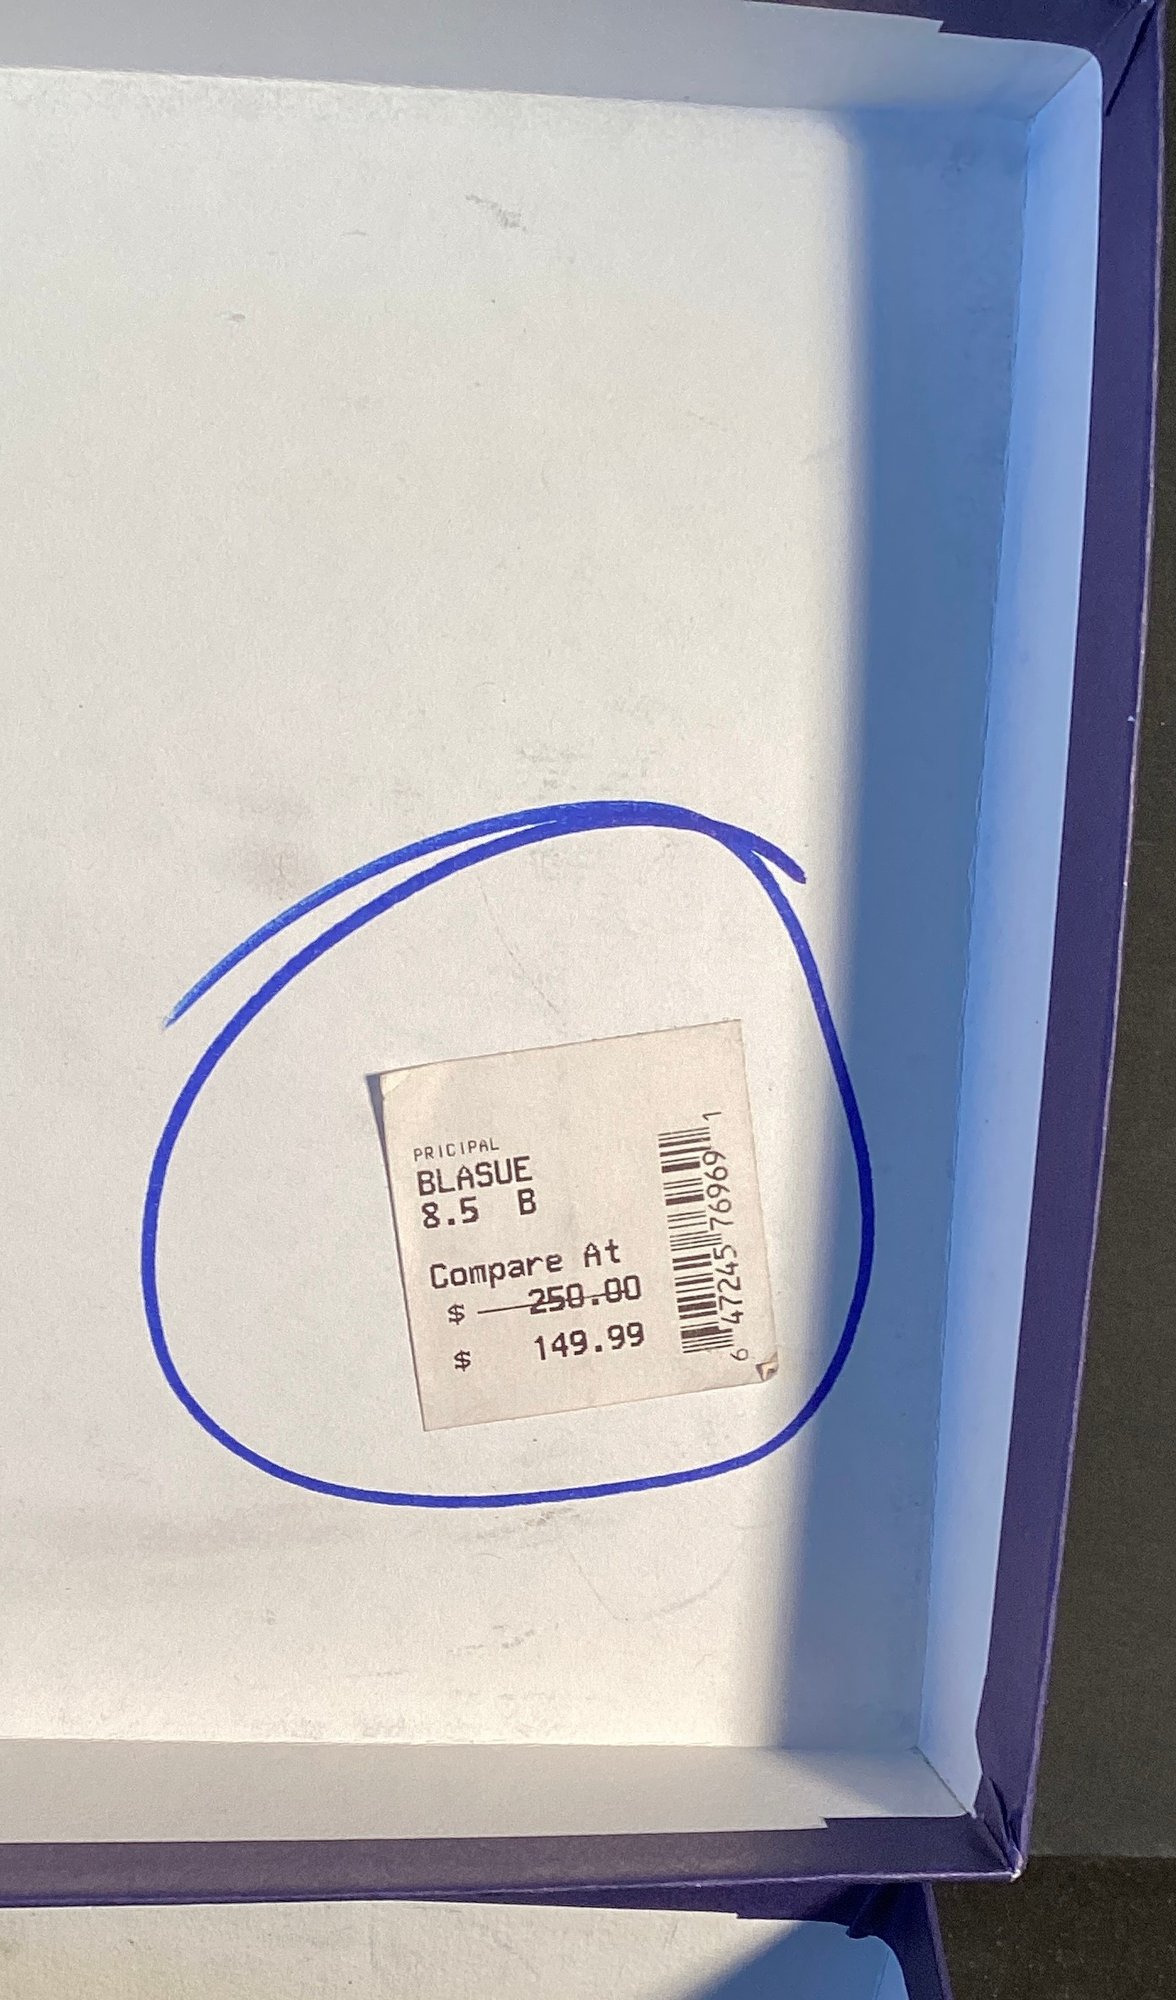 PRICIPAL
BLASUE
8.5 B
Compare At
$ 250.00
$ 149.99
6 47245 76969 1